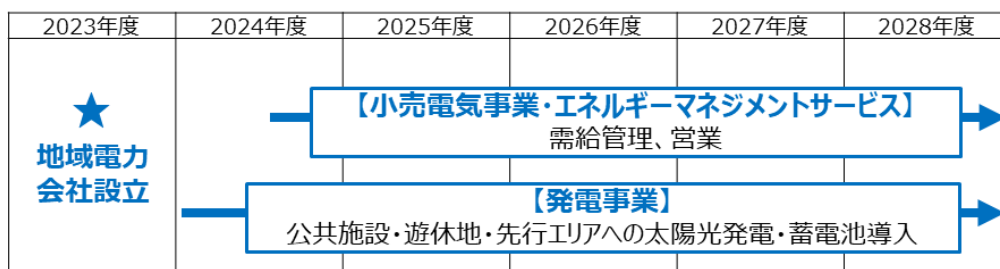 2023年度 2024年度 2025年度 2026年度 2027年度 2028年度
★
地域電力
会社設立
【小売電気事業・エネルギーマネジメントサービス】
需給管理、営業
【発電事業】
公共施設・遊休地・先行エリアへの太陽光発電・蓄電池導入